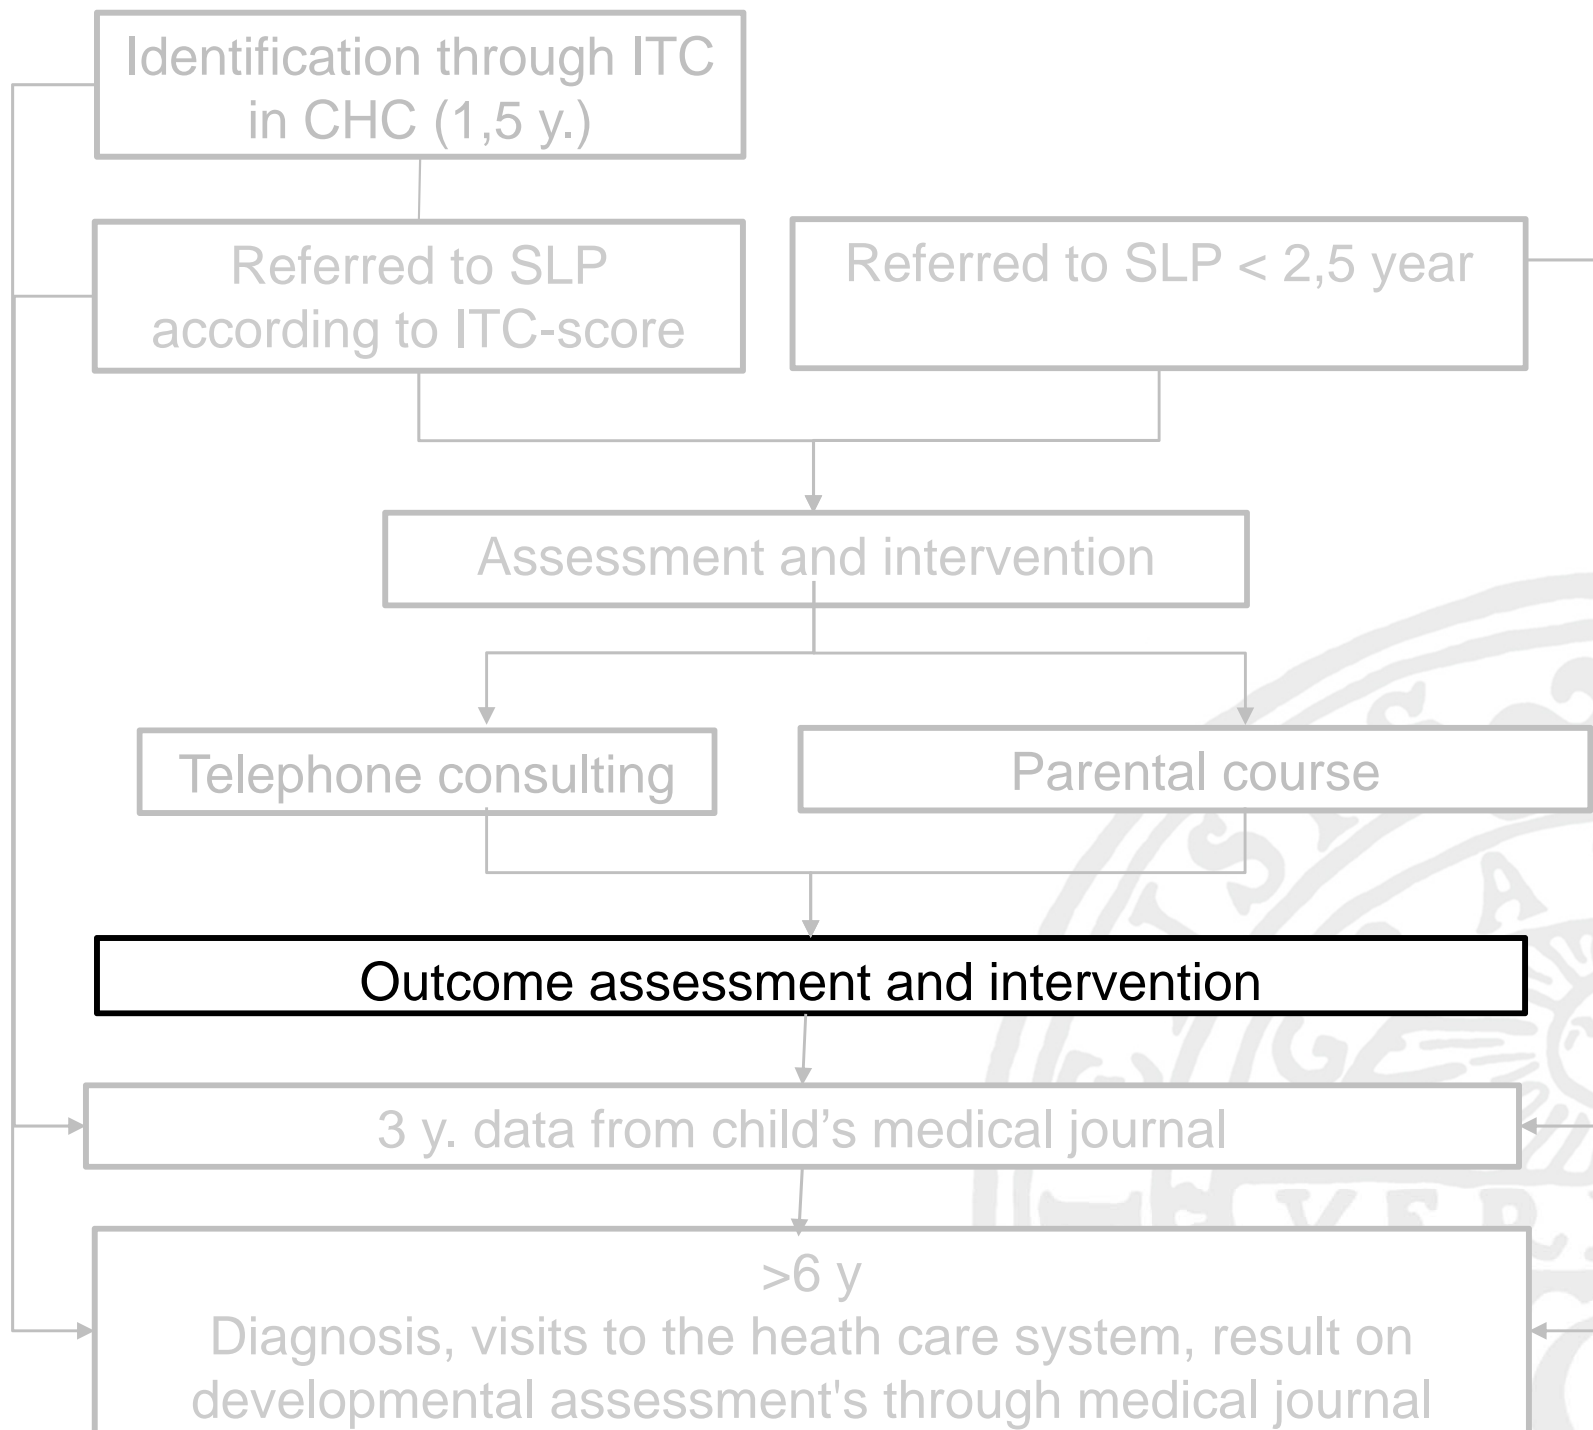 Identification through ITC
in CHC (1,5 y.)
Referred to SLP
according to ITC-score
Referred to SLP < 2,5 year
Assessment and intervention
Telephone consulting
Parental course
Outcome assessment and intervention
3 y. data from child’s medical journal
>6 y
Diagnosis, visits to the heath care system, result on
developmental assessment's through medical journal